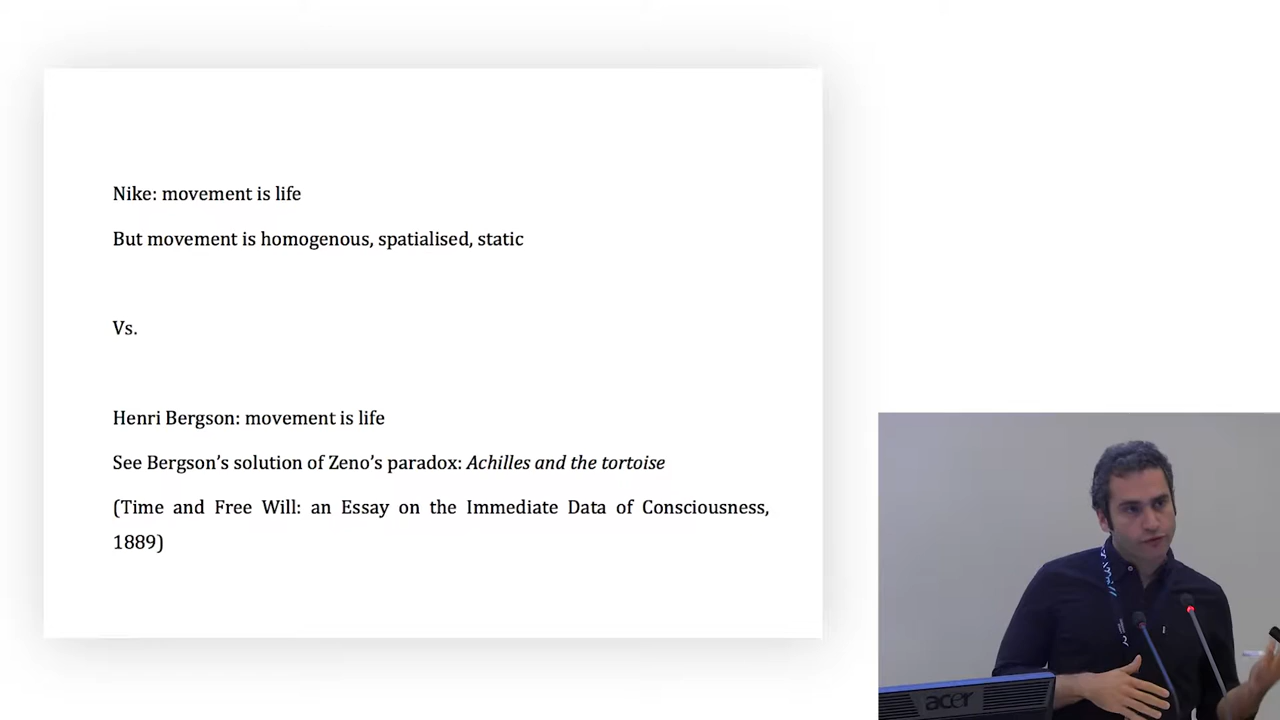 Nike: movement is life
But movement is homogenous, spatialised, static
Vs.
Henri Bergson: movement is life
See Bergson's solution of Zeno's paradox: Achilles and the tortoise
(Time and Free Will: an Essay on the Immediate Data of Consciousness,
1889)
acer